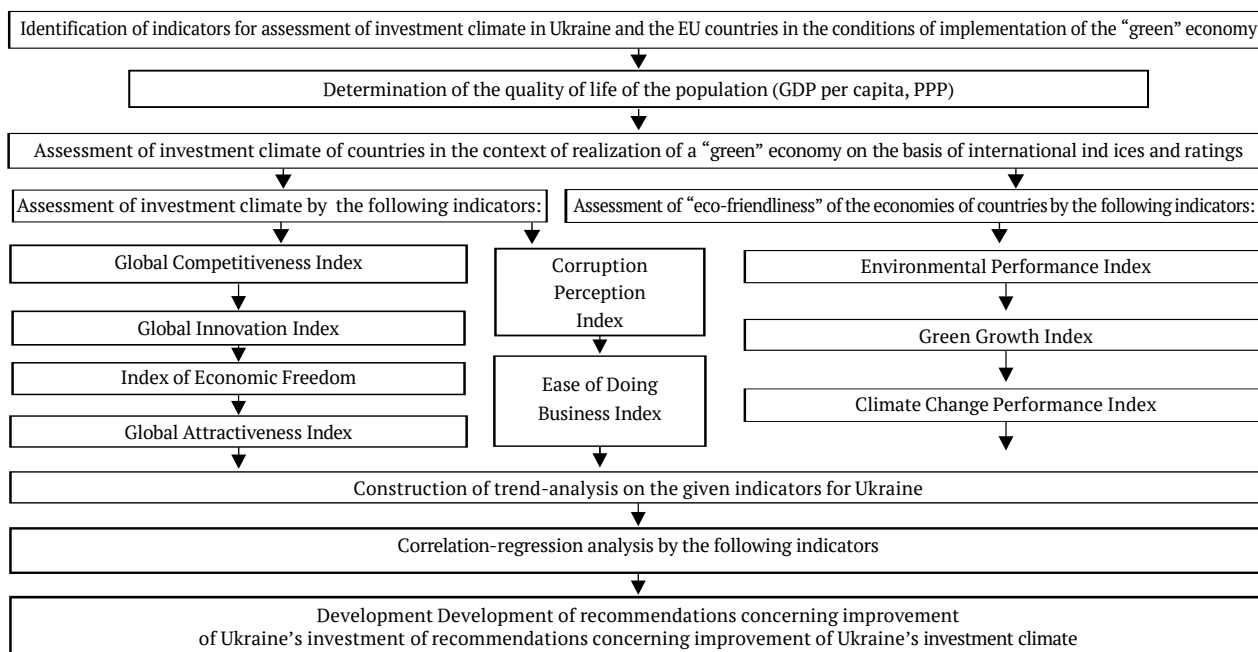 Identification of indicators for assessment of investment climate in Ukraine and the EU countries in the conditions of implementation of the “green” economy
Determination of the quality of life of the population (GDP per capita, PPP)
Assessment of investment climate of countries in the context of realization of a “green” economy on the basis of international ind ices and ratings
Assessment of investment climate by the following indicators:
Assessment of “eco-friendliness” of the economies of countries by the following indicators:
Global Competitiveness Index
Global Innovation Index
Index of Economic Freedom
Global Attractiveness Index
Corruption
Perception
Index
Ease of Doing
Business Index
Environmental Performance Index
Green Growth Index
Climate Change Performance Index
Construction of trend-analysis on the given indicators for Ukraine
Correlation-regression analysis by the following indicators
Development Development of recommendations concerning improvement
of Ukraine’s investment of recommendations concerning improvement of Ukraine’s investment climate